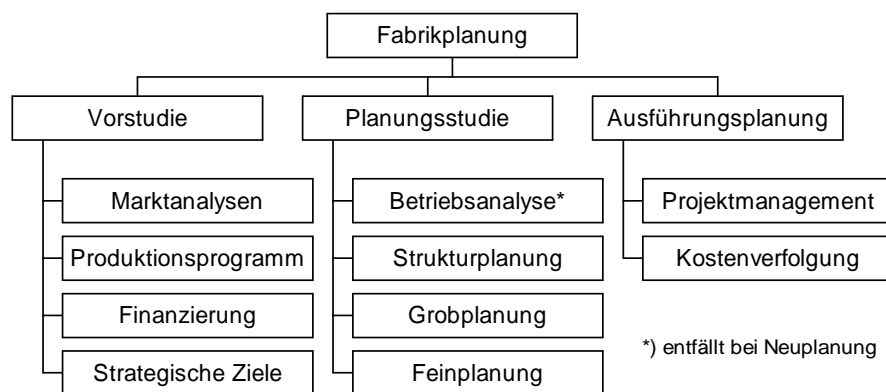 Fabrikplanung
Vorstudie
Planungsstudie
Ausführungsplanung
Marktanalysen
Produktionsprogramm
Finanzierung
Strategische Ziele
Betriebsanalyse*
Strukturplanung
Grobplanung
Feinplanung
Projektmanagement
Kostenverfolgung
*) entfällt bei Neuplanung